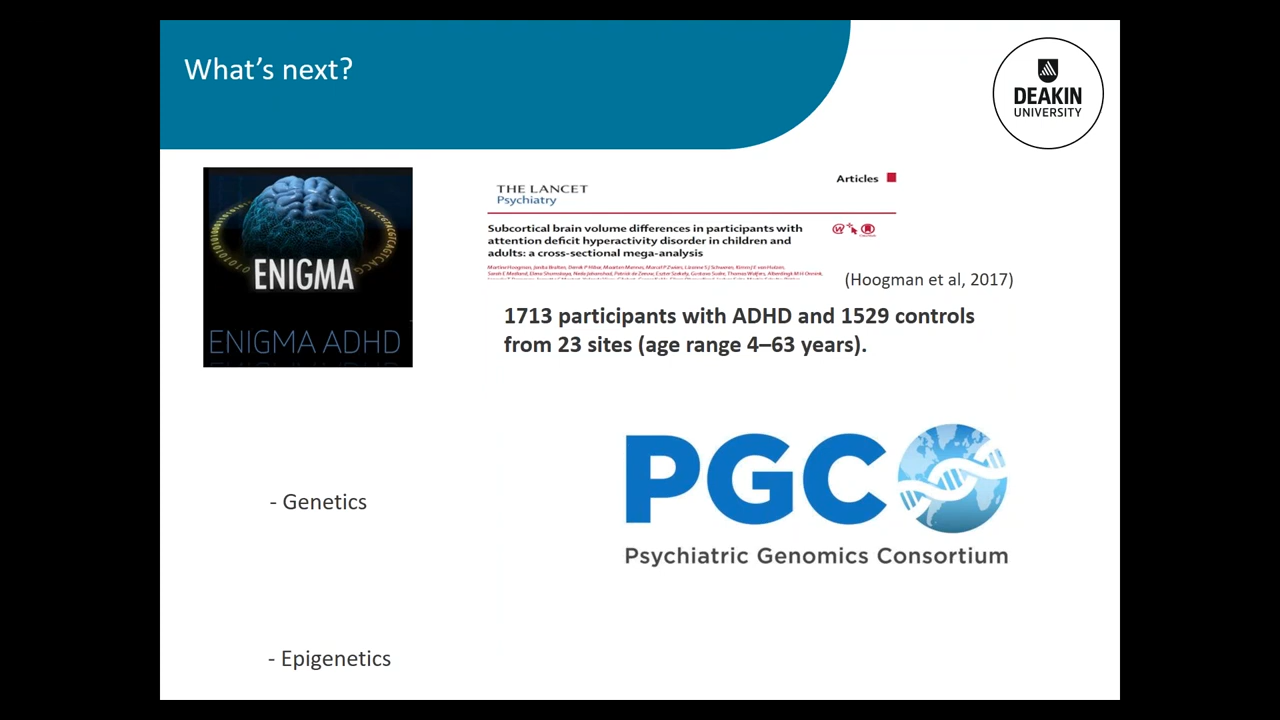 What's next?
DEAKIN
UNIVERSITY
ENIGMA
ENIGMA ADHD
THE LANCET
Psychiatry
Articles
Subcortical brain volume differences in participants with
attention deficit hyperactivity disorder in children and
adults: a cross-sectional mega-analysis
(Hoogman et al, 2017)
1713 participants with ADHD and 1529 controls
from 23 sites (age range 4–63 years).
PGC
Psychiatric Genomics Consortium
- Genetics
- Epigenetics